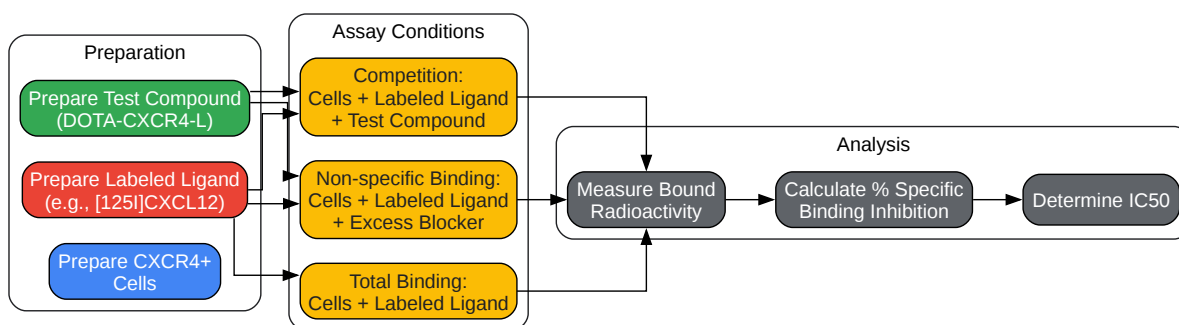 Preparation
Prepare Test Compound
(DOTA-CXCR4-L)
Prepare Labeled Ligand
(e.g., [125I]CXCL12)
Prepare CXCR4+
Cells
Assay Conditions
Competition:
Cells + Labeled Ligand
+ Test Compound
Non-specific Binding:
Cells + Labeled Ligand
+ Excess Blocker
Total Binding:
Cells + Labeled Ligand
Analysis
Measure Bound
Radioactivity
Calculate % Specific
Binding Inhibition
Determine IC50